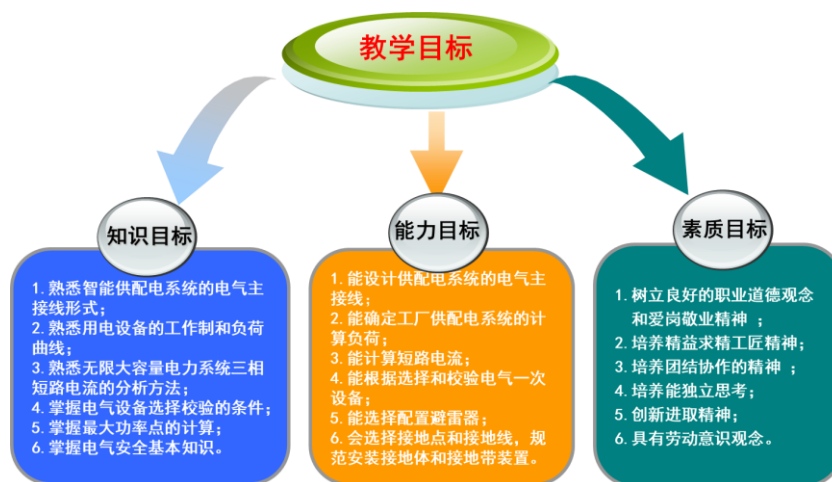 教学目标
知识目标
1.熟悉智能供配电系统的电气主
接线形式；
2.熟悉用电设备的工作制和负荷
曲线；
3.熟悉无限大容量电力系统三相
短路电流的分析方法；
4.掌握电气设备选择校验的条件；
5.掌握最大功率点的计算；
6.掌握电气安全基本知识。
能力目标
1.能设计供配电系统的电气主
接线；
2.能确定工厂供配电系统的计
算负荷；
3.能计算短路电流；
4.能根据选择和校验电气一次
设备；
5.能选择配置避雷器；
6.会选择接地点和接地线，规
范安装接地体和接地带装置。
素质目标
1.树立良好的职业道德观念
和爱岗敬业精神 ；
2.培养精益求精工匠精神；
3.培养团结协作的精神 ；
4.培养能独立思考；
5.创新进取精神；
6.具有劳动意识观念。